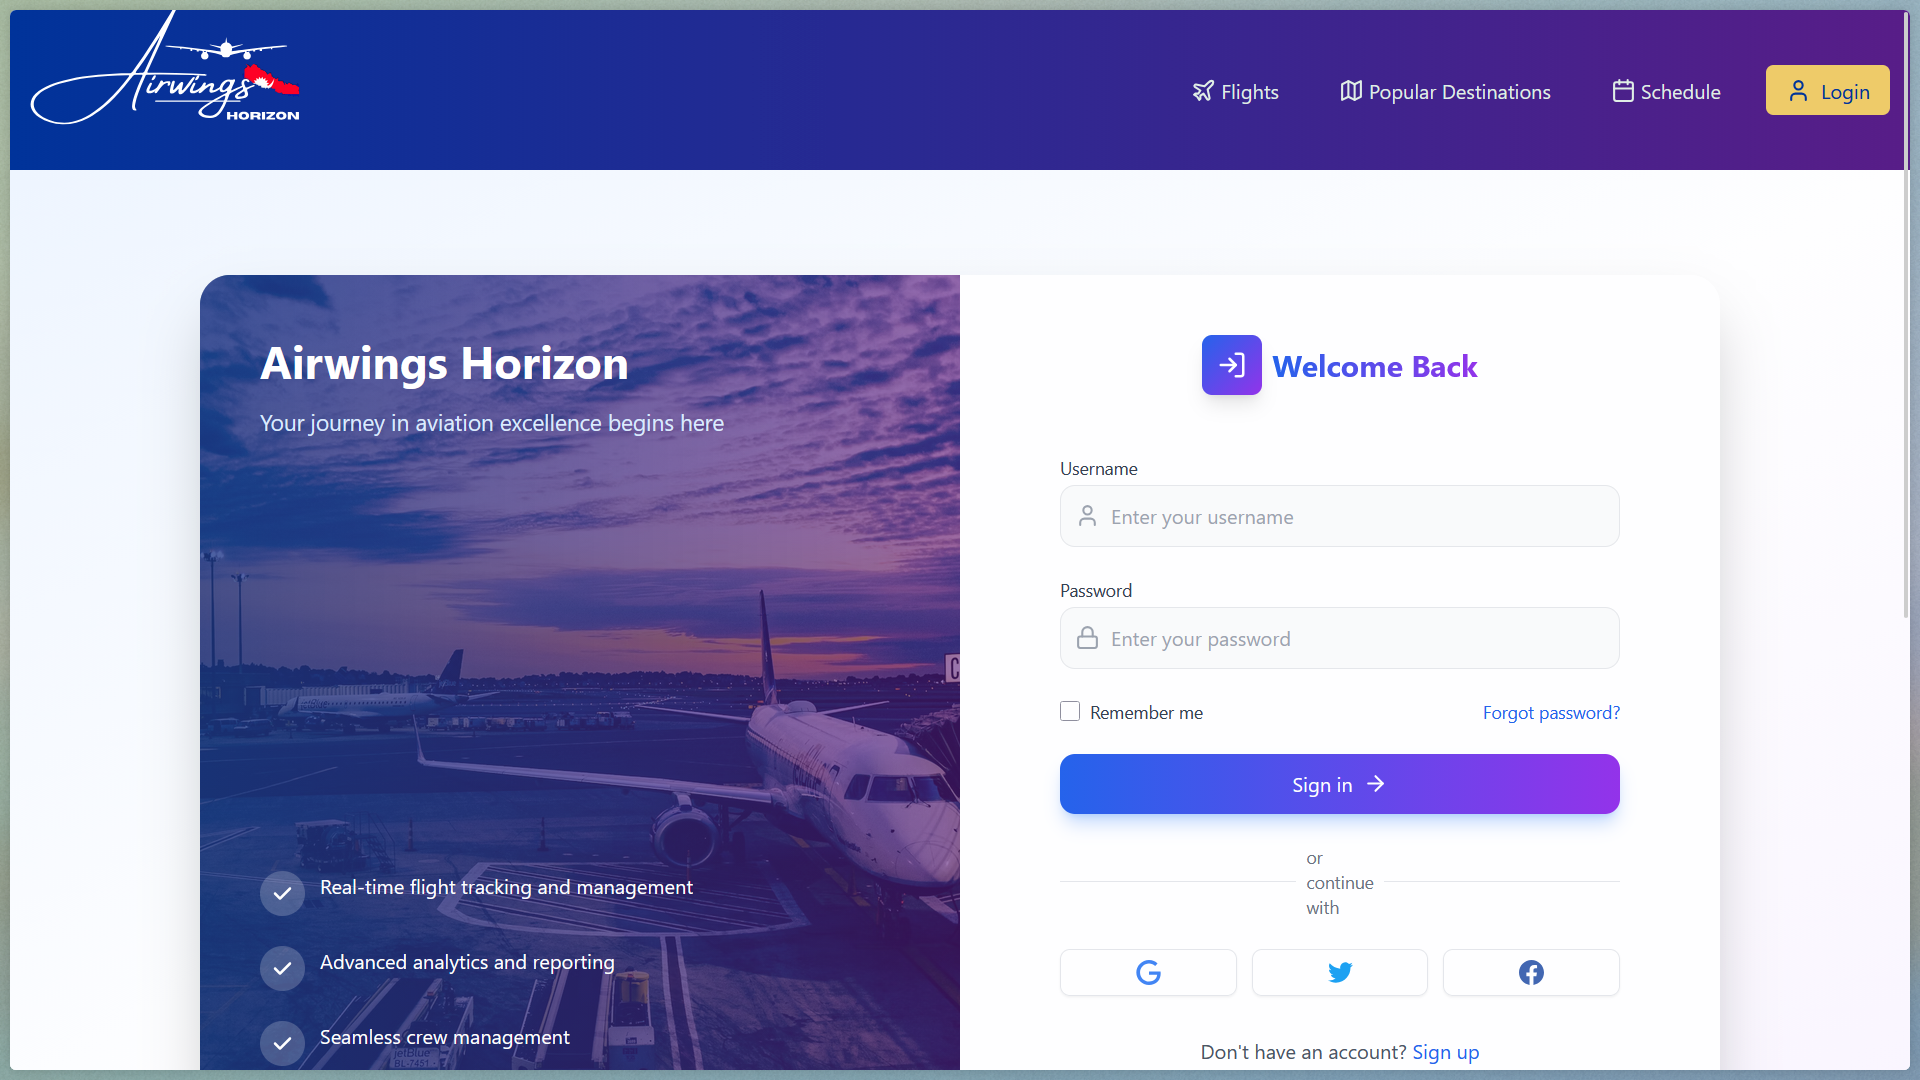 Airwings
HORIZON
Flights
Popular Destinations
Schedule
Login
Airwings Horizon
Your journey in aviation excellence begins here
Real-time flight tracking and management
Advanced analytics and reporting
Seamless crew management
jetBlue
C
Welcome Back
Username
Enter your username
Password
Enter your password
Remember me
Forgot password?
Sign in
or
continue
with
Don't have an account? Sign up